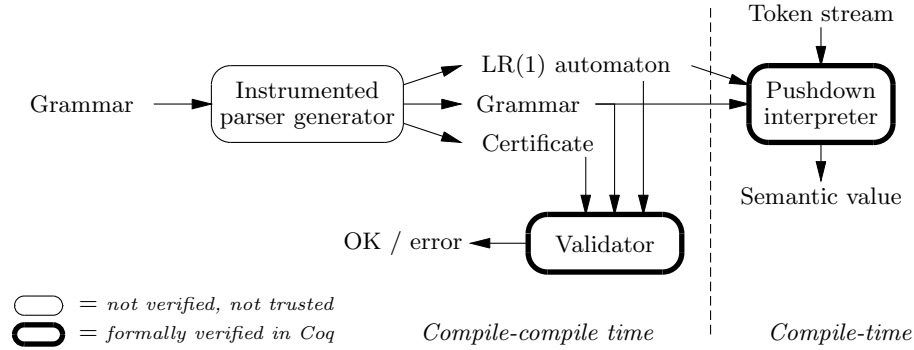 Token stream
LR(1) automaton
Instrumented
parser generator
Pushdown
interpreter
Grammar
Grammar
Certificate
Semantic value
OK / error
Validator
= not verified, not trusted
= formally verified in Coq
Compile-compile time
Compile-time